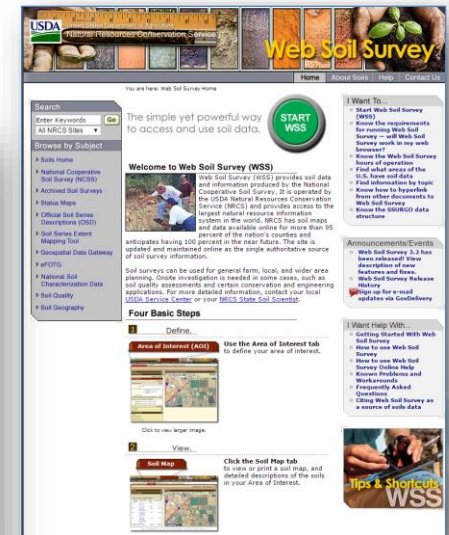 USDA
United States Department of Agriculture
Natural Resources Conservation Service
Web Soil Survey
Home
About Soils
Help
Contact Us
You are here: Web Soil Survey Home
Search
Enter Keywords
Go
All NRCS Sites
Browse by Subject
Soils Home
National Cooperative
Soil Survey (NCSS)
Archived Soil Surveys
Status Maps
Official Soil Series
Descriptions (OSD)
Soil Series Extent
Mapping Tool
Geospatial Data Gateway
eFOTG
National Soil
Characterization Data
Soil Quality
Soil Geography
The simple yet powerful way
to access and use soil data.
START
WSS
Welcome to Web Soil Survey (WSS)
Web Soil Survey (WSS) provides soil data
and information produced by the National
Cooperative Soil Survey. It is operated by
the USDA Natural Resources Conservation
Service (NRCS) and provides access to the
largest natural resource information
system in the world. NRCS has soil maps
and data available online for more than 95
percent of the nation's counties and
anticipates having 100 percent in the near future. The site is
updated and maintained online as the single authoritative source
of soil survey information.
Soil surveys can be used for general farm, local, and wider area
planning. Onsite investigation is needed in some cases, such as
soil quality assessments and certain conservation and engineering
applications. For more detailed information, contact your local
USDA Service Center or your NRCS State Soil Scientist.
Four Basic Steps
1
Define.
Area of Interest (AOI)
Use the Area of Interest tab
to define your area of interest.
Click to view larger image.
2
View.
Soil Map
Click the Soil Map tab
to view or print a soil map, and
detailed descriptions of the soils
in your Area of Interest.
I Want To...
Start Web Soil Survey
(WSS)
Know the requirements
for running Web Soil
Survey -- will Web Soil
Survey work in my web
browser?
Know the Web Soil Survey
hours of operation
Find what areas of the
U.S. have soil data
Find information by topic
Know how to hyperlink
from other documents to
Web Soil Survey
Know the SSURGO data
structure
Announcements/Events
Web Soil Survey 3.2 has
been released! View
description of new
features and fixes.
Web Soil Survey Release
History
Sign up for e-mail
updates via GovDelivery
I Want Help With...
Getting Started With Web
Soil Survey
How to use Web Soil
Survey
How to use Web Soil
Survey Online Help
Known Problems and
Workarounds
Frequently Asked
Questions
Citing Web Soil Survey as
a source of soils data
Tips & Shortcuts
WSS